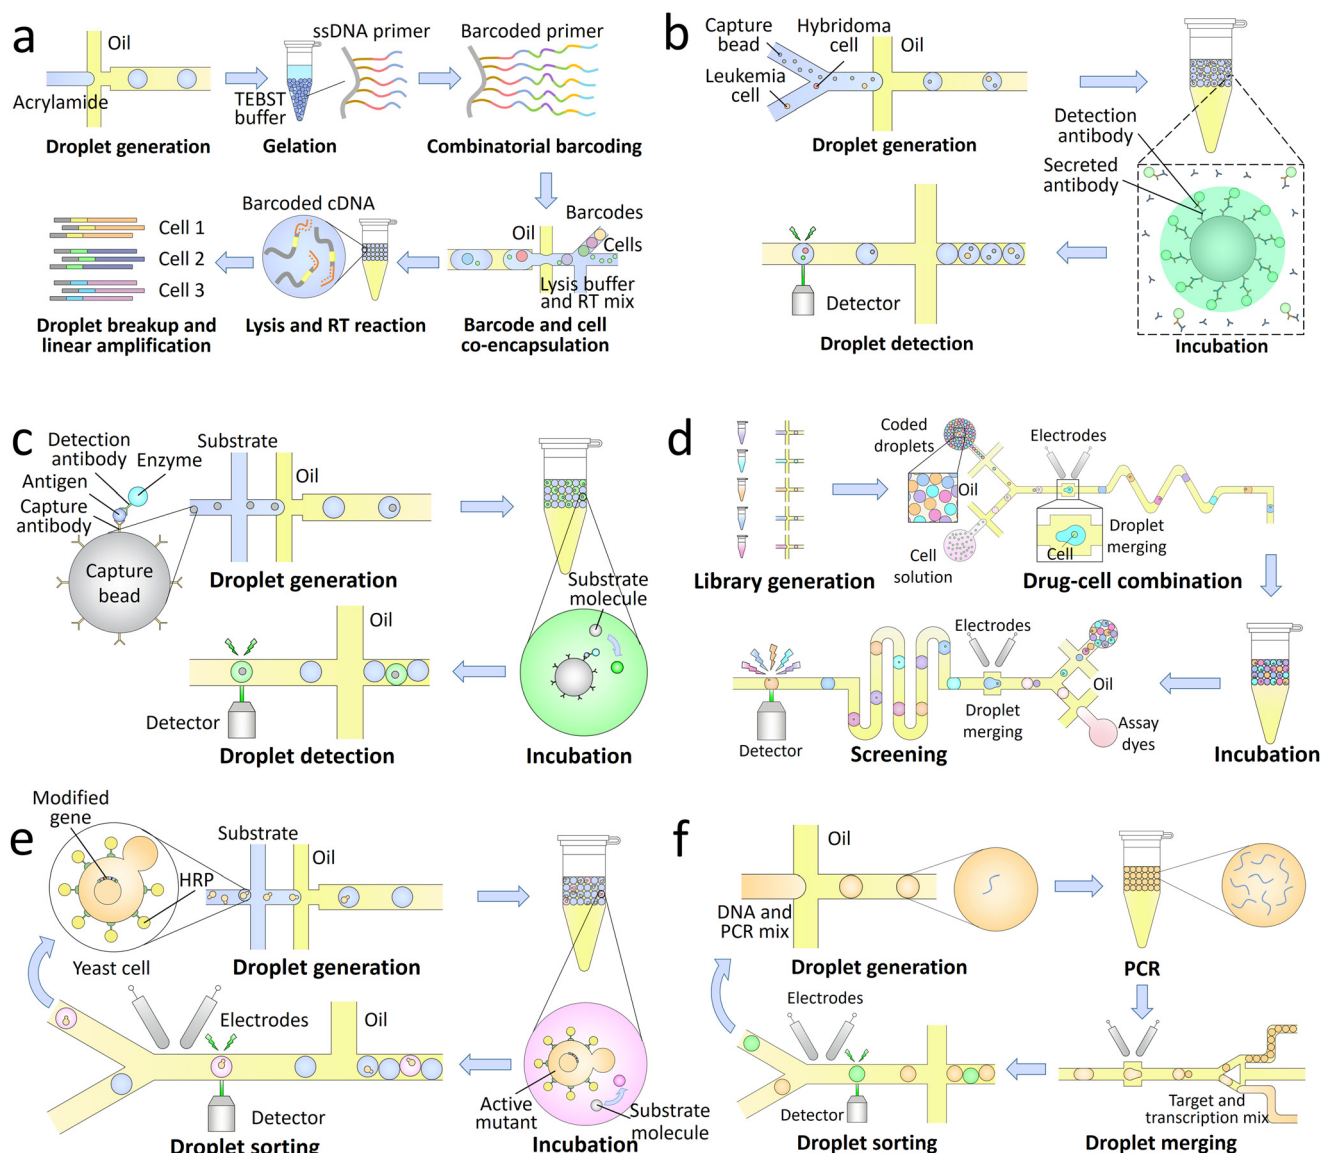 a
Oil
Acrylamide
Droplet generation
TEBST
buffer
Gelation
ssDNA primer
Barcoded primer
Combinatorial barcoding
Barcodes
Oil
Cells
Lysis buffer
and RT mix
Barcode and cell
co-encapsulation
Barcoded cDNA
Lysis and RT reaction
Cell 1
Cell 2
Cell 3
Droplet breakup and
linear amplification
b
Capture
bead
Hybridoma
cell
Oil
Leukemia
cell
Droplet generation
Detection
antibody
Secreted
antibody
Incubation
Detector
Droplet detection
c
Detection
antibody
Enzyme
Antigen
Capture
antibody
Capture
bead
Substrate
Oil
Droplet generation
Substrate
molecule
Incubation
Oil
Detector
Droplet detection
d
Library generation
Coded
droplets
Oil
Cell
solution
Electrodes
Cell
Droplet
merging
Drug-cell combination
Incubation
Electrodes
Oil
Assay
dyes
Droplet
merging
Screening
Detector
e
Modified
gene
HRP
Yeast cell
Substrate
Oil
Droplet generation
Active
mutant
Substrate
molecule
Incubation
Electrodes
Oil
Detector
Droplet sorting
f
Oil
DNA and
PCR mix
Droplet generation
PCR
Target and
transcription mix
Droplet merging
Electrodes
Detector
Droplet sorting